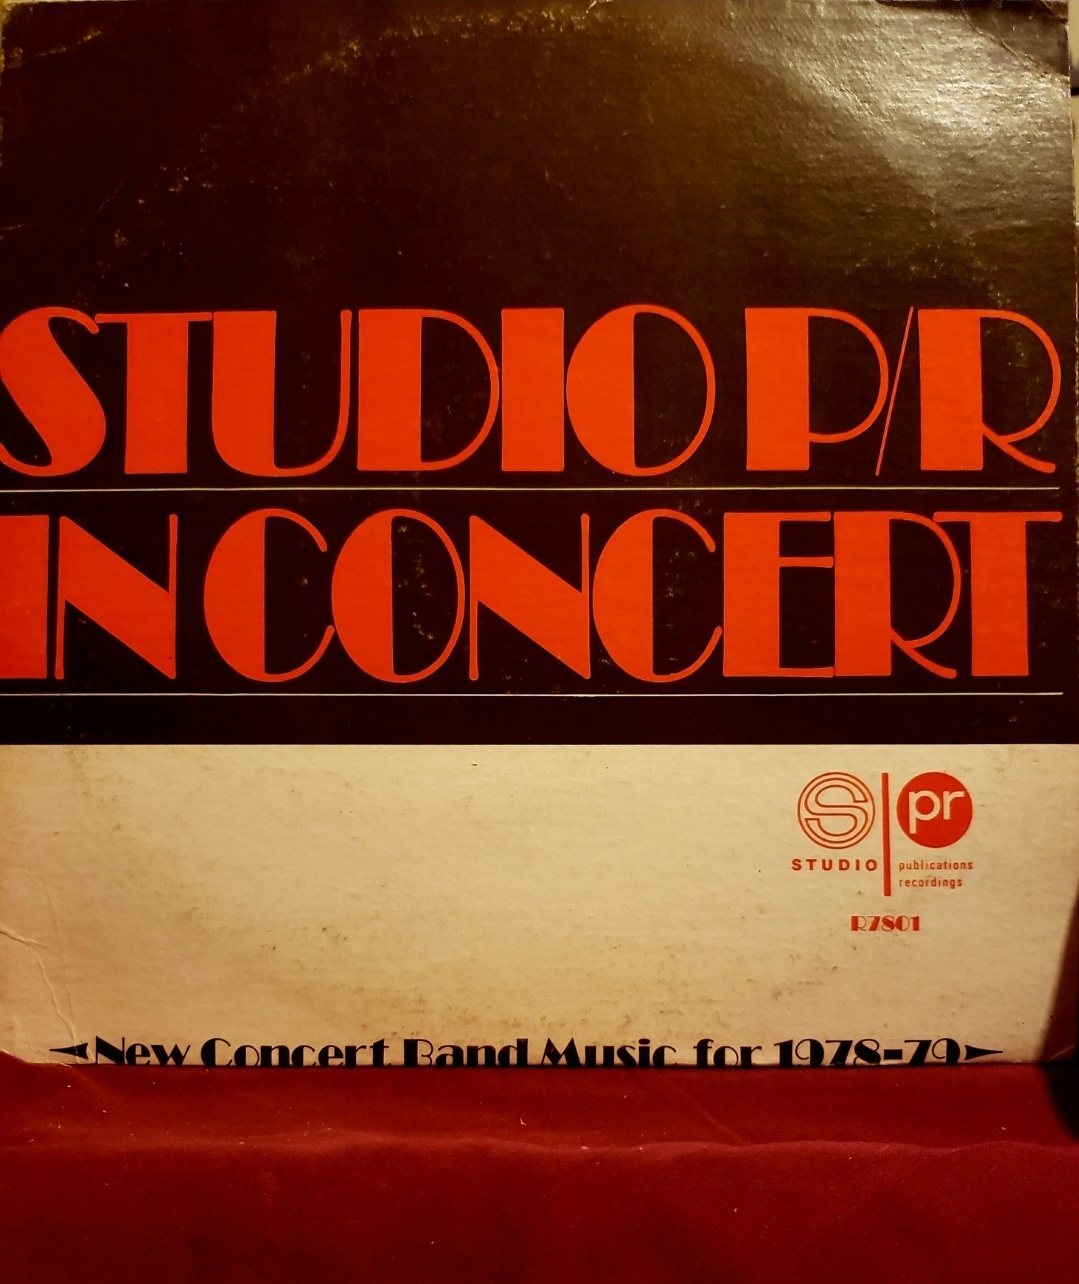 STUDIO P/R
IN CONCERT
S
pr
STUDIO
publications
recordings
R7801
New Concert Band Music for 1978-79